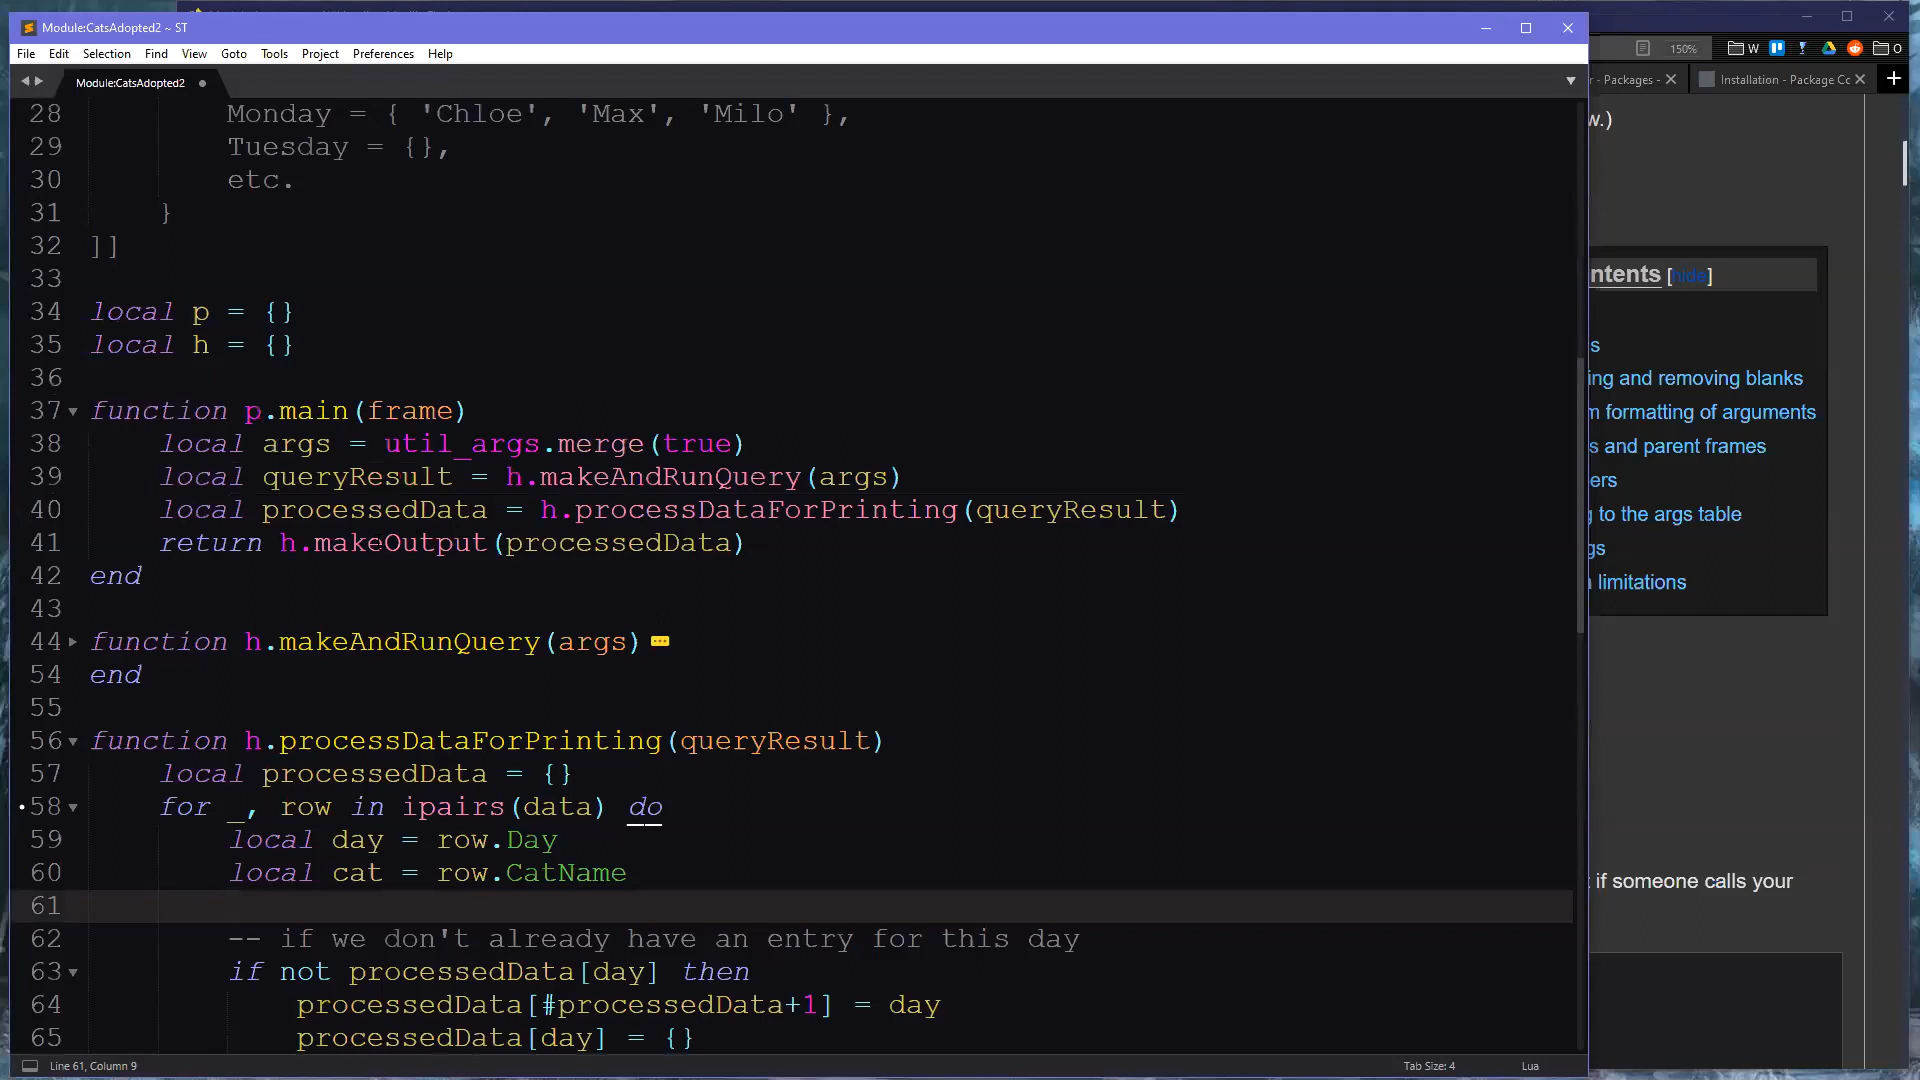 Module:CatsAdopted2 ~ ST
File Edit Selection Find View Goto Tools Project Preferences Help
150% W O
Module:CatsAdopted2
r - Packages - Installation - Package Cc
28 Monday = { 'Chloe', 'Max', 'Milo' },
29 Tuesday = {},
30 etc.
31 }
32 ]]
33
34 local p = {}
35 local h = {}
36
37 function p.main(frame)
38 local args = util_args.merge(true)
39 local queryResult = h.makeAndRunQuery(args)
40 local processedData = h.processDataForPrinting(queryResult)
41 return h.makeOutput(processedData)
42 end
43
44 function h.makeAndRunQuery(args)
54 end
55
56 function h.processDataForPrinting(queryResult)
57 local processedData = {}
58 for _, row in ipairs(data) do
59 local day = row.Day
60 local cat = row.CatName
61
62 -- if we don't already have an entry for this day
63 if not processedData[day] then
64 processedData[#processedData+1] = day
65 processedData[day] = {}
Line 61, Column 9 Tab Size: 4 Lua
w.)
ntents [hide]
s
ing and removing blanks
m formatting of arguments
s and parent frames
ers
g to the args table
gs
limitations
if someone calls your